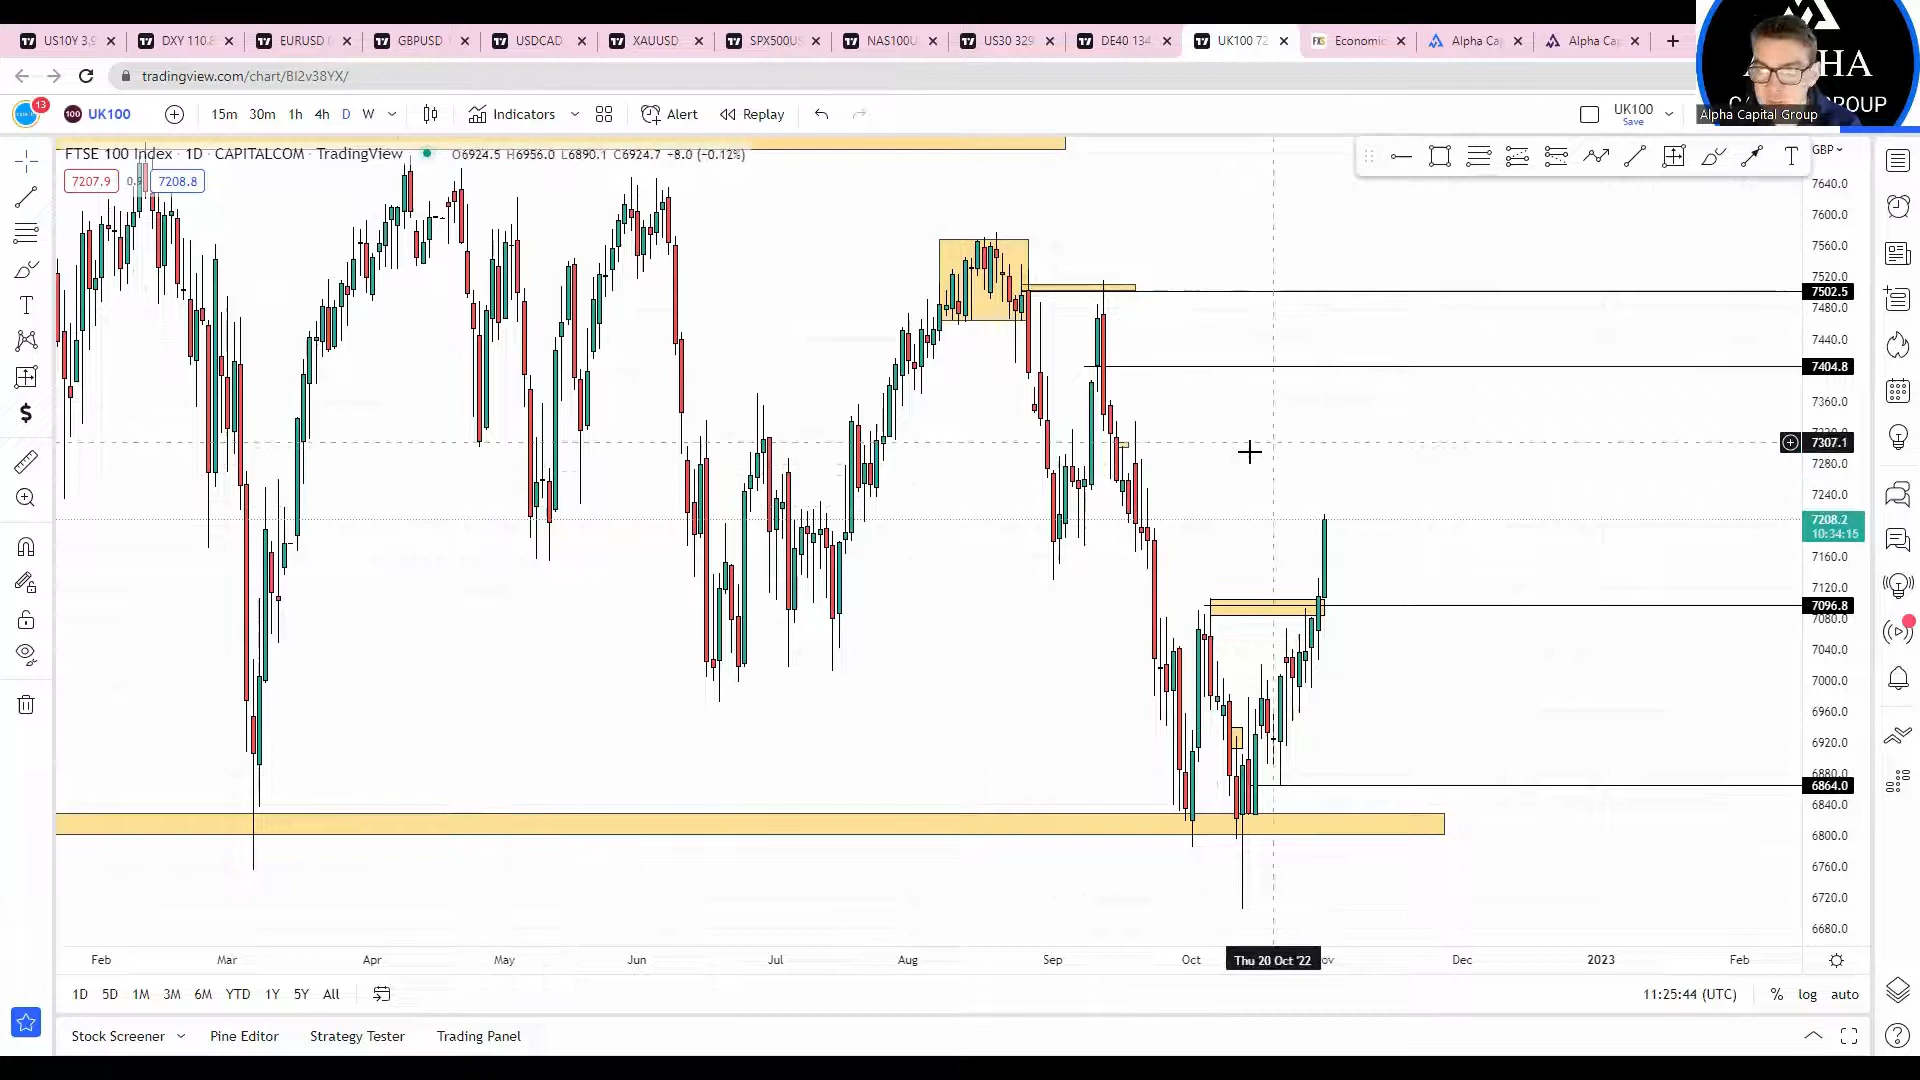 US10Y 3.9
DXY 110.8
EURUSD
GBPUSD
USDCAD
XAUUSD
SPX500US
NAS100U
US30 329
DE40 134
UK100 72
Economic
Alpha Ca
Alpha Ca
tradingview.com/chart/BI2v38YX/
CAPITAL GROUP
Alpha Capital Group
13
100 UK100
15m 30m 1h 4h D W
Indicators
Alert
Replay
UK100
Save
FTSE 100 Index · 1D · CAPITALCOM · TradingView
O6924.5 H6956.0 L6890.1 C6924.7 −8.0 (−0.12%)
7207.9
7208.8
GBP
7640.0
7600.0
7560.0
7520.0
7502.5
7480.0
7440.0
7404.8
7360.0
7307.1
7280.0
7240.0
7208.2
10:34:15
7160.0
7120.0
7096.8
7080.0
7040.0
7000.0
6960.0
6920.0
6880.0
6864.0
6840.0
6800.0
6760.0
6720.0
6680.0
Feb Mar Apr May Jun Jul Aug Sep Oct Thu 20 Oct '22 Dec 2023 Feb
1D 5D 1M 3M 6M YTD 1Y 5Y All
11:25:44 (UTC)
% log auto
Stock Screener
Pine Editor
Strategy Tester
Trading Panel